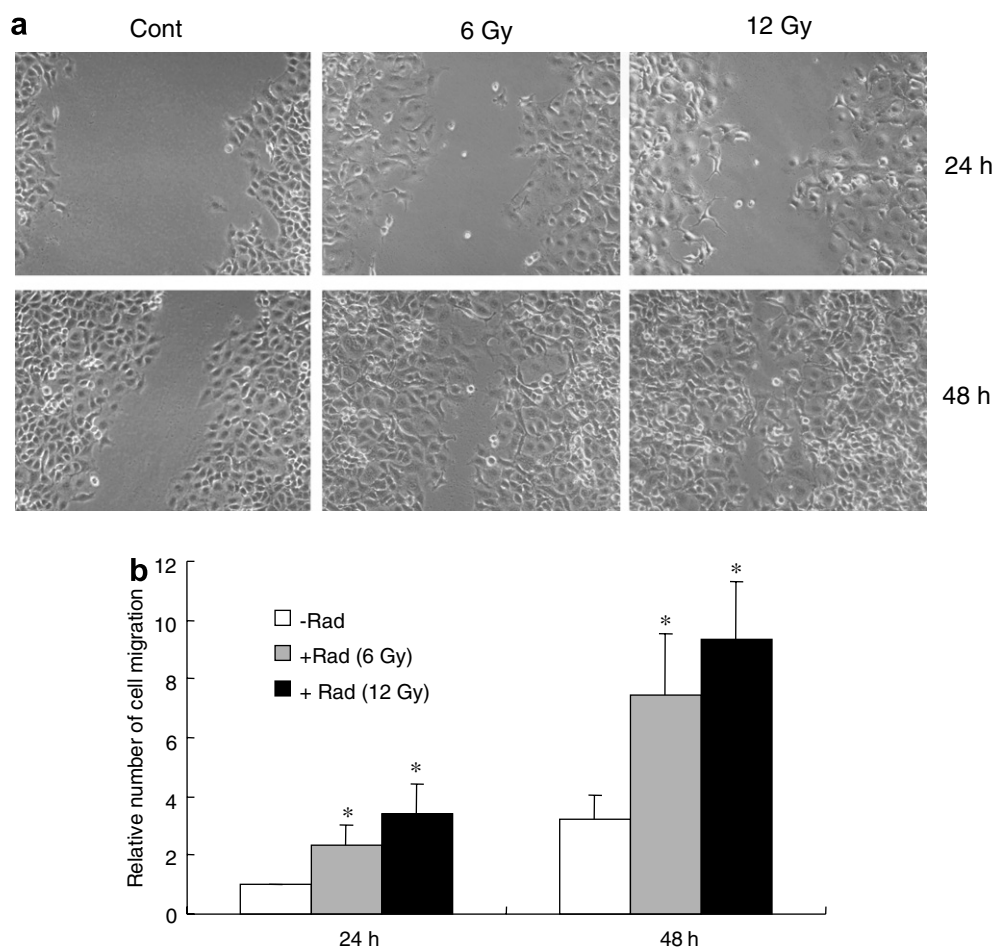 a
Cont
6 Gy
12 Gy
24 h
48 h
b
Relative number of cell migration
12
10
8
6
4
2
0
-Rad
+Rad (6 Gy)
+ Rad (12 Gy)
*
*
*
*
24 h
48 h